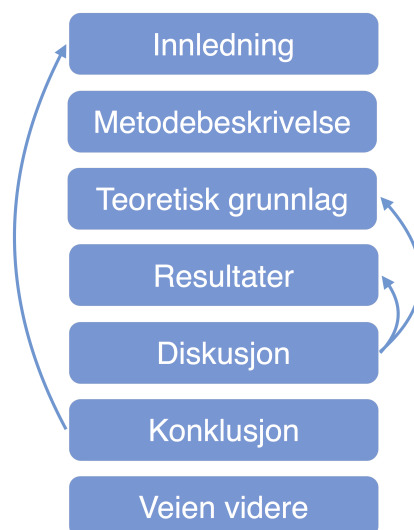 Innledning
Metodebeskrivelse
Teoretisk grunnlag
Resultater
Diskusjon
Konklusjon
Veien videre